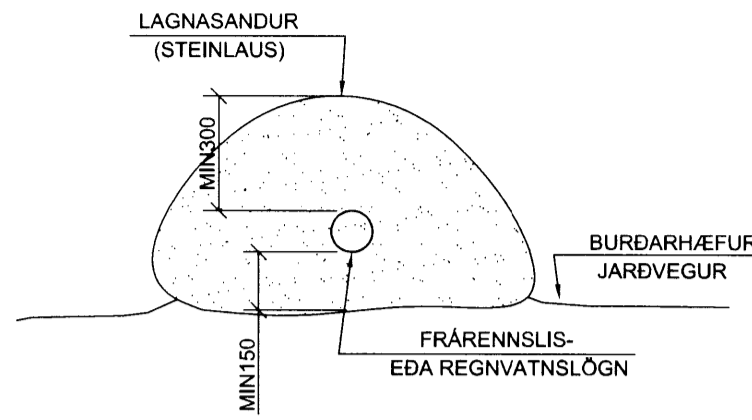 LAGNASANDUR
(STEINLAUS)
MIN300
BURÐARHÆFUR
JARÐVEGUR
FRÁRENNSLIS-
EÐA REGNVATNSLÖGN
MIN150